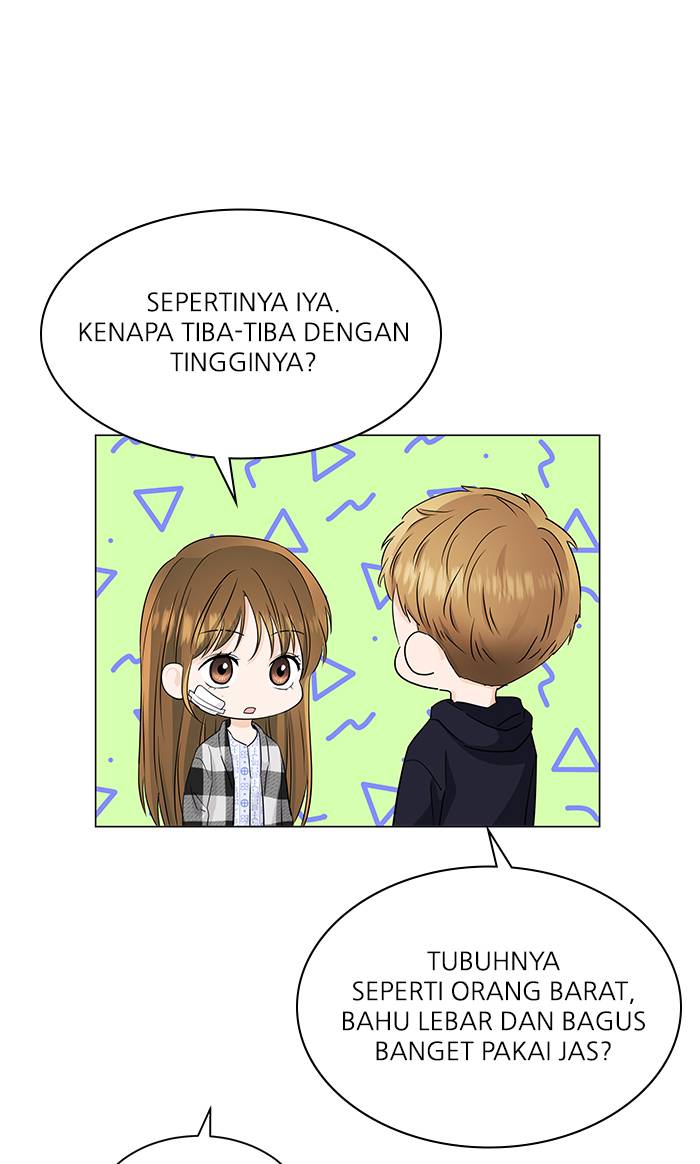 SEPERTINYA IYA.
KENAPA TIBA-TIBA DENGAN
TINGGINYA?
TUBUHNYA
SEPERTI ORANG BARAT,
BAHU LEBAR DAN BAGUS
BANGET PAKAI JAS?